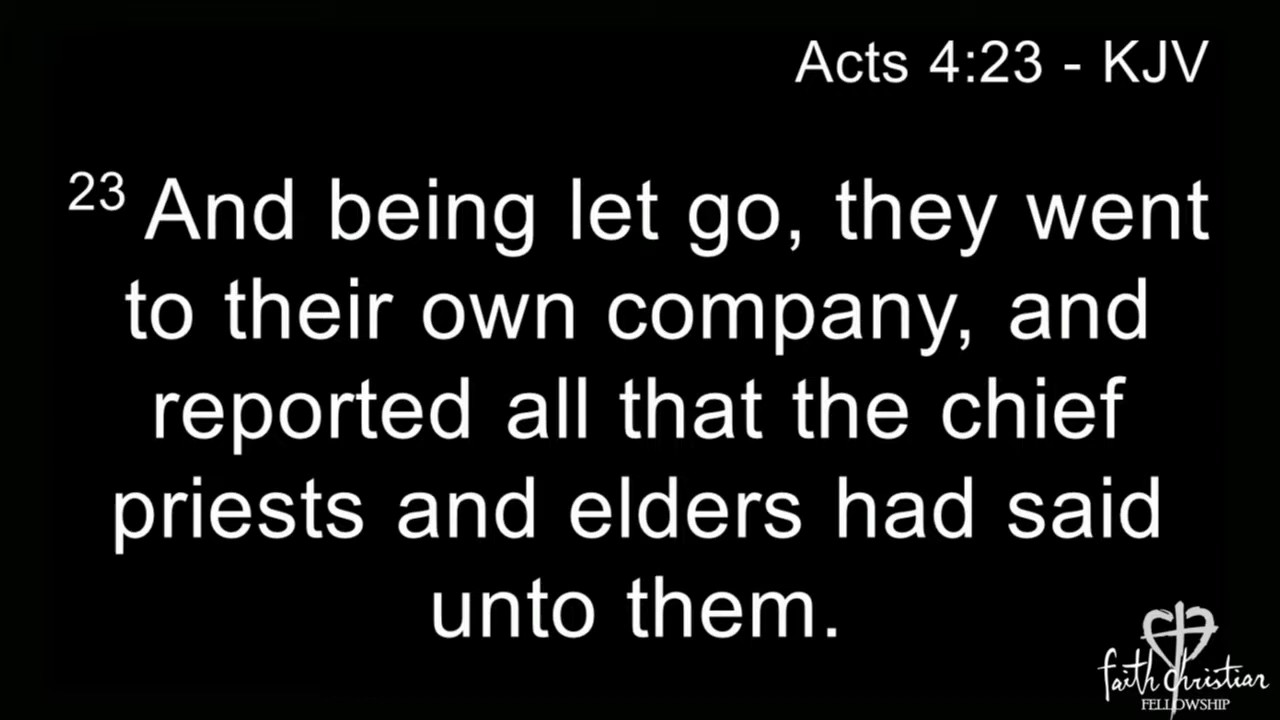 Acts 4:23 - KJV
23 And being let go, they went
to their own company, and
reported all that the chief
priests and elders had said
unto them.
faith Christian
FELLOWSHIP